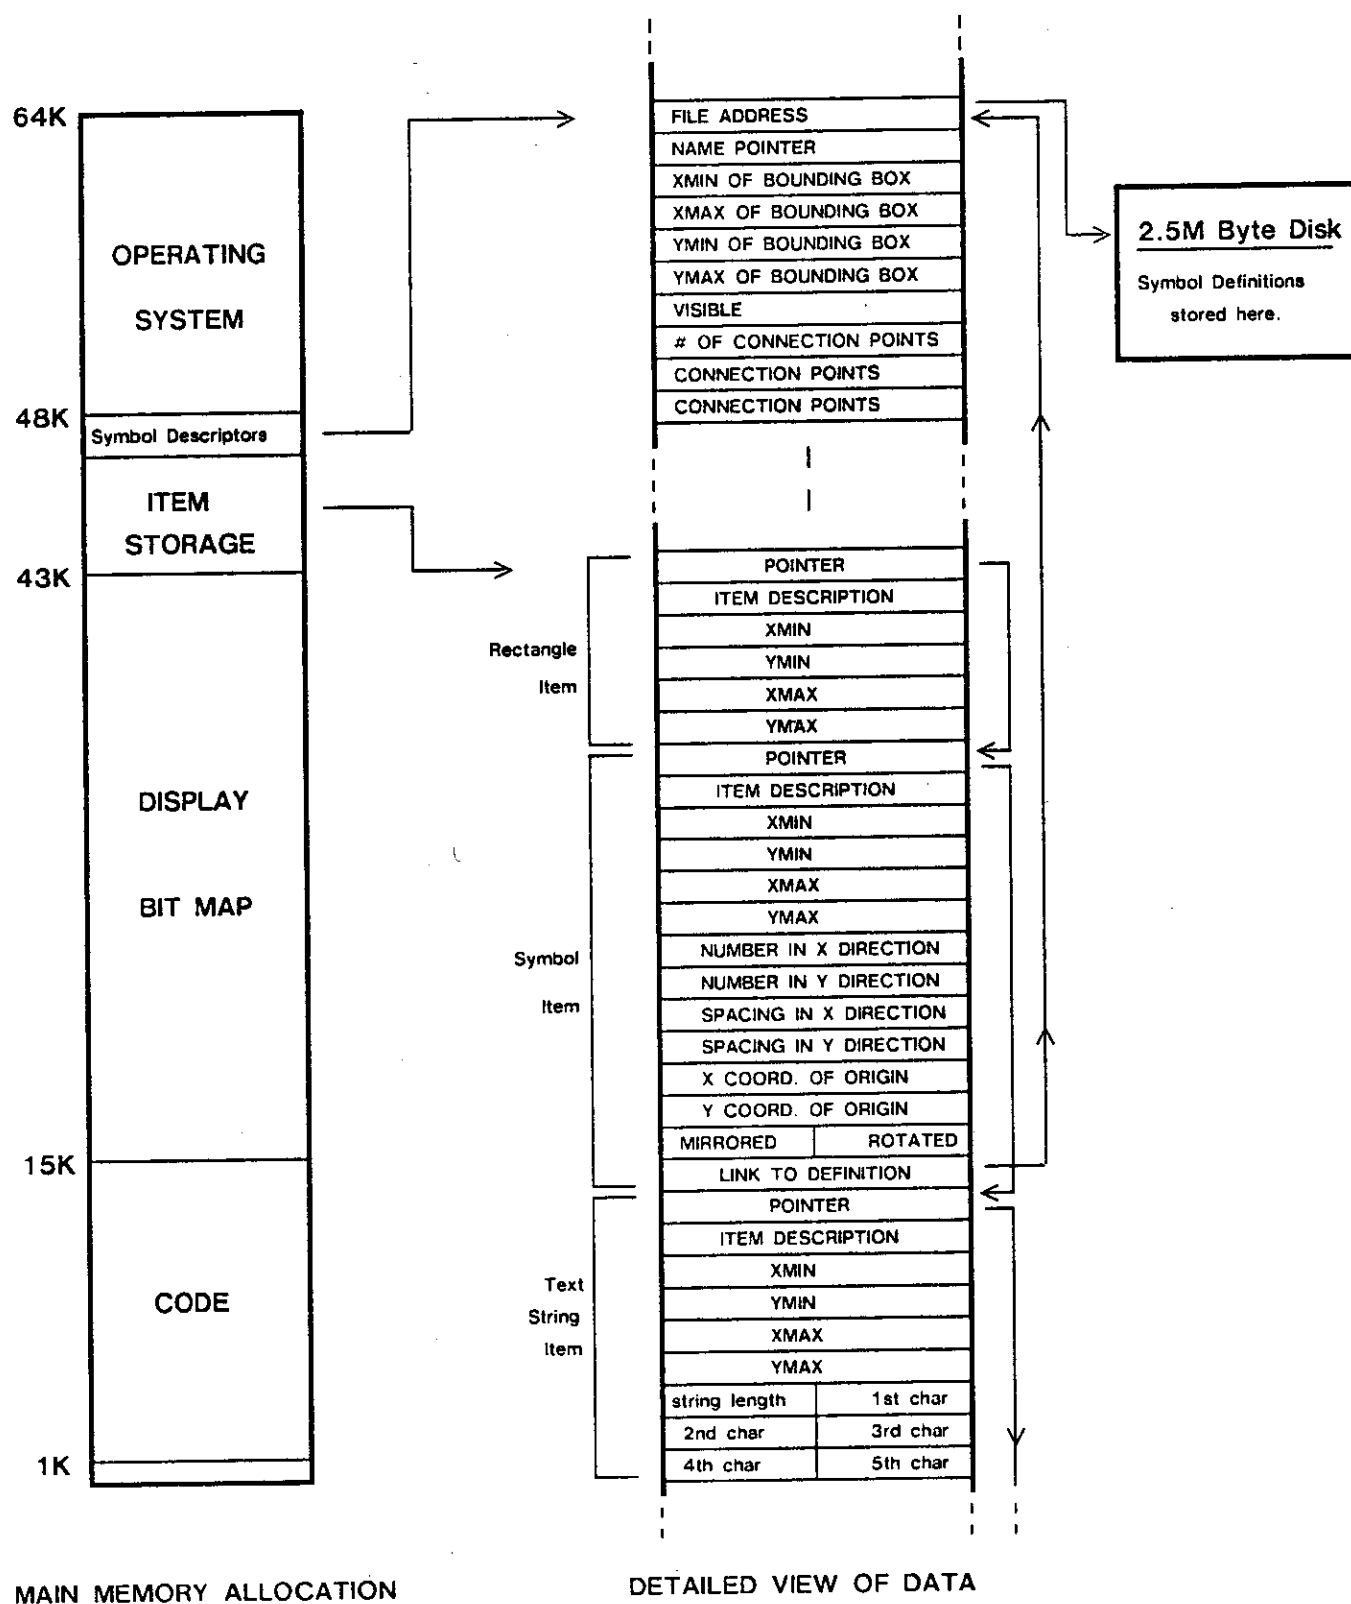 64K
OPERATING
SYSTEM
48K
Symbol Descriptors
ITEM
STORAGE
43K
DISPLAY
BIT MAP
15K
CODE
1K
MAIN MEMORY ALLOCATION
FILE ADDRESS
NAME POINTER
XMIN OF BOUNDING BOX
XMAX OF BOUNDING BOX
YMIN OF BOUNDING BOX
YMAX OF BOUNDING BOX
VISIBLE
# OF CONNECTION POINTS
CONNECTION POINTS
CONNECTION POINTS
2.5M Byte Disk
Symbol Definitions
stored here.
Rectangle
Item
POINTER
ITEM DESCRIPTION
XMIN
YMIN
XMAX
YMAX
Symbol
Item
POINTER
ITEM DESCRIPTION
XMIN
YMIN
XMAX
YMAX
NUMBER IN X DIRECTION
NUMBER IN Y DIRECTION
SPACING IN X DIRECTION
SPACING IN Y DIRECTION
X COORD. OF ORIGIN
Y COORD. OF ORIGIN
MIRRORED ROTATED
LINK TO DEFINITION
Text
String
Item
POINTER
ITEM DESCRIPTION
XMIN
YMIN
XMAX
YMAX
string length 1st char
2nd char 3rd char
4th char 5th char
DETAILED VIEW OF DATA